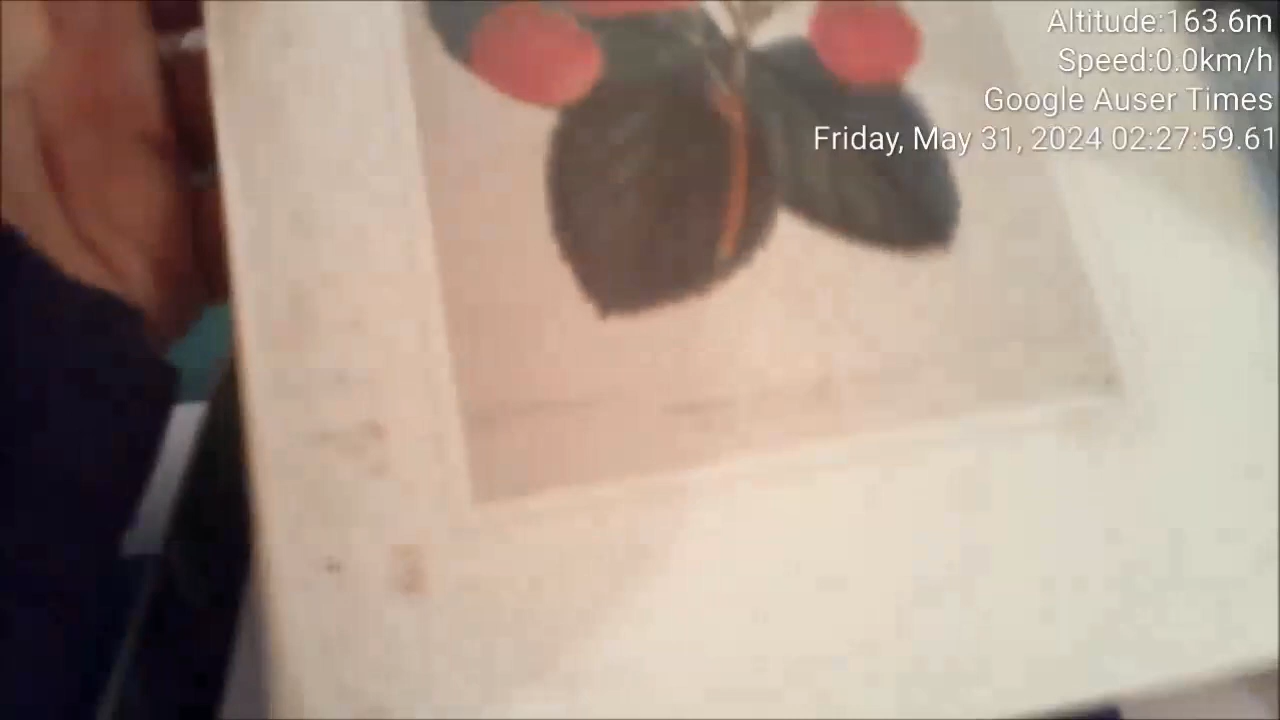 Altitude:163.6m
Speed:0.0km/h
Google Auser Times
Friday, May 31, 2024 02:27:59.61